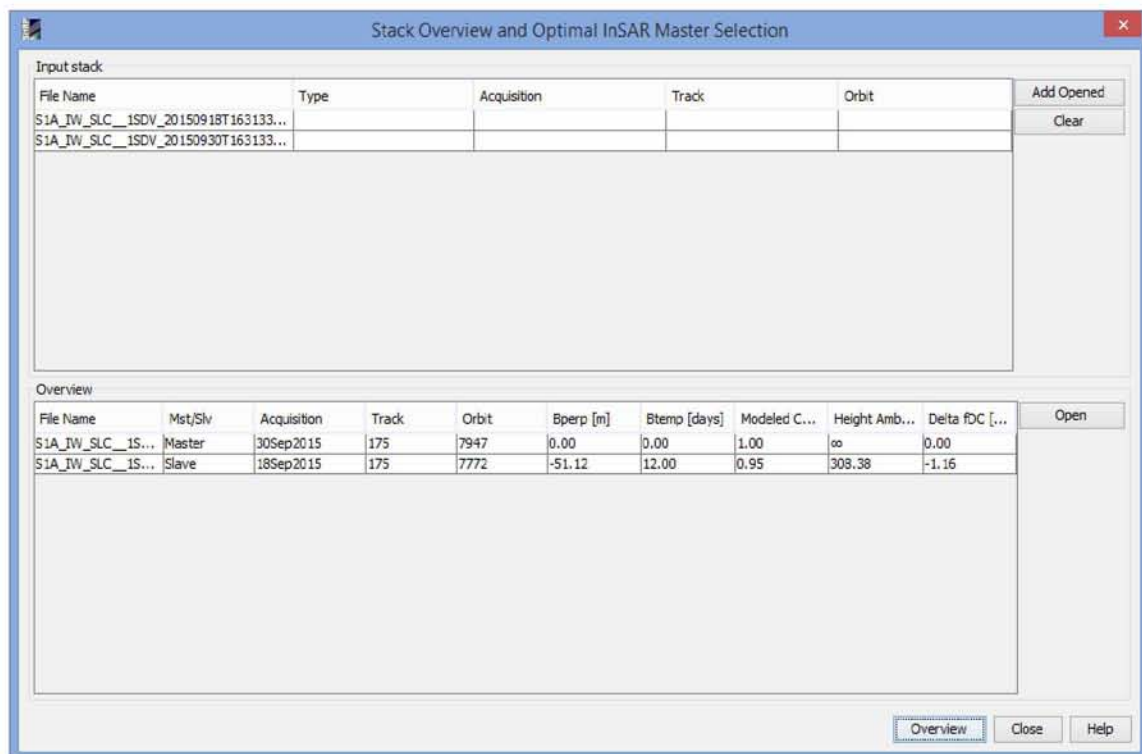 Stack Overview and Optimal InSAR Master Selection
Input stack
File Name Type Acquisition Track Orbit Add Opened
S1A_IW_SLC__1SDV_20150918T163133... Clear
S1A_IW_SLC__1SDV_20150930T163133...
Overview
File Name Mst/Slv Acquisition Track Orbit Bperp [m] Btemp [days] Modeled C... Height Amb... Delta fDC [... Open
S1A_IW_SLC__1S... Master 30Sep2015 175 7947 0.00 0.00 1.00 ∞ 0.00
S1A_IW_SLC__1S... Slave 18Sep2015 175 7772 -51.12 12.00 0.95 308.38 -1.16
Overview Close Help